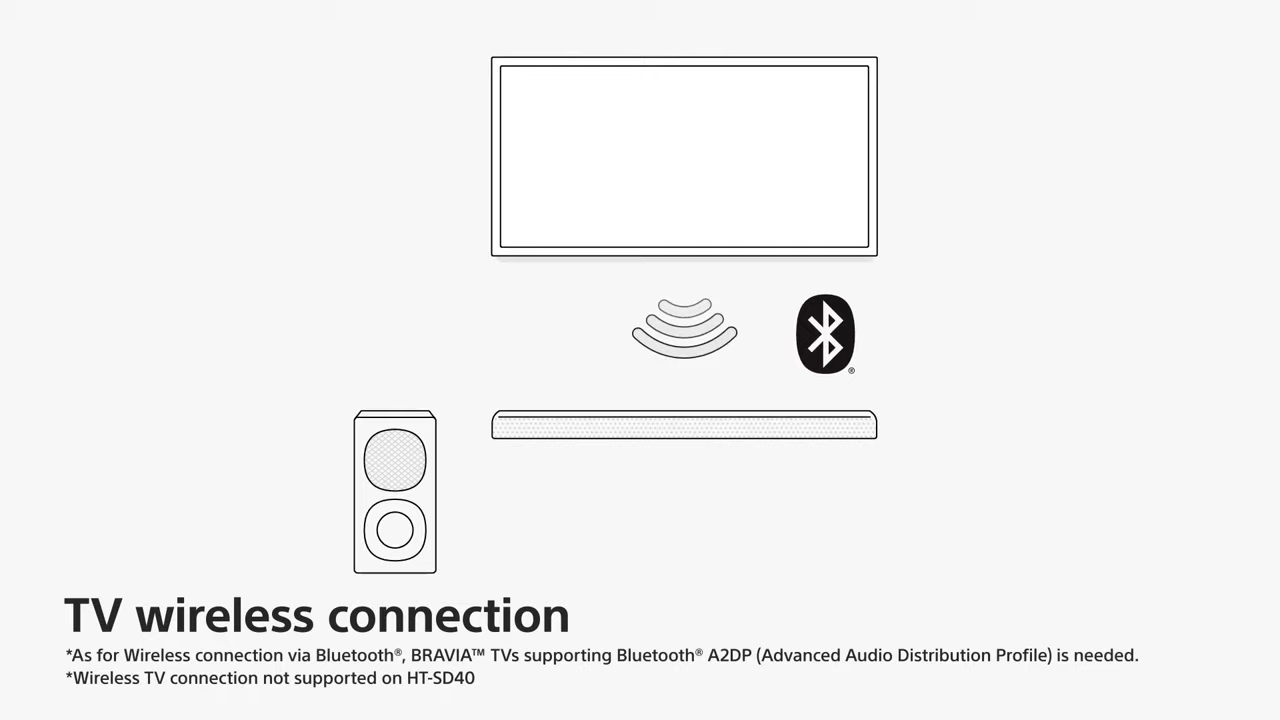 TV wireless connection
*As for Wireless connection via Bluetooth®, BRAVIA™ TVs supporting Bluetooth® A2DP (Advanced Audio Distribution Profile) is needed.
*Wireless TV connection not supported on HT-SD40